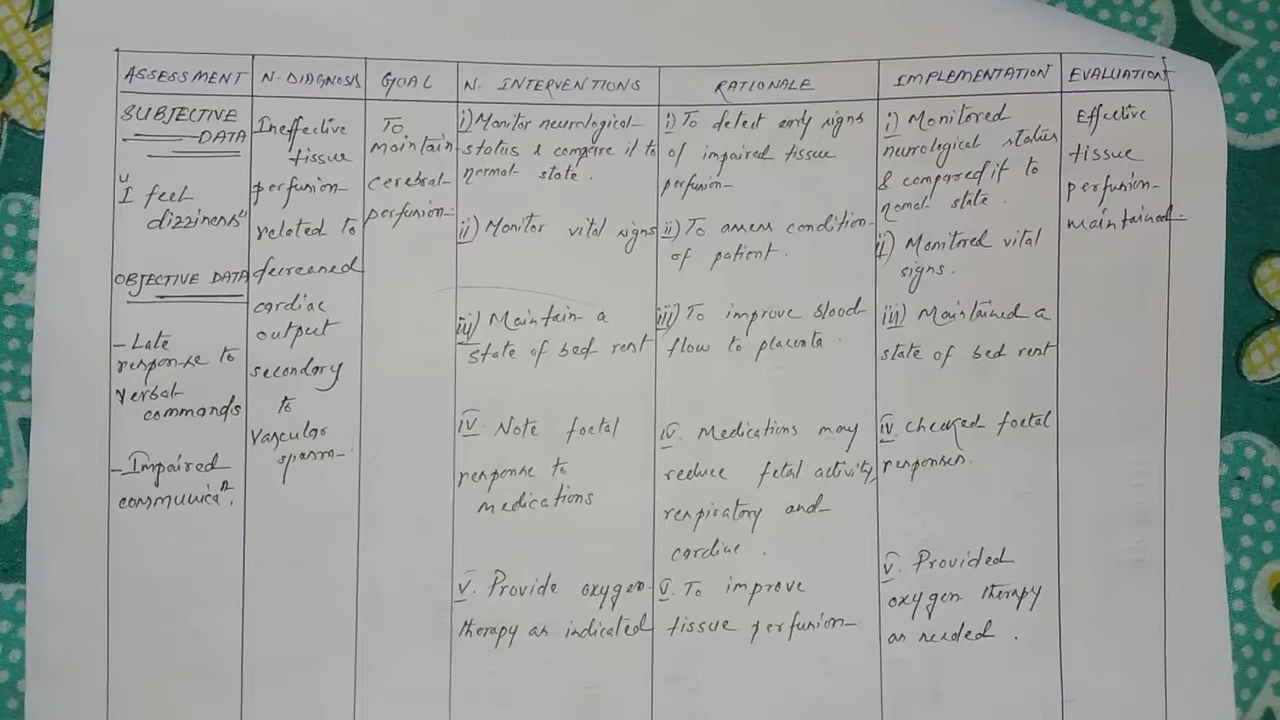 ASSESSMENT
SUBJECTIVE
DATA
"I feel
dizziness"
OBJECTIVE DATA
- Late
response to
verbal
commands
- Impaired
communicaⁿ.
N. DIAGNOSIS
Ineffective
tissue
perfusion
related to
decreased
cardiac
output
secondary
to
vascular
spasm
GOAL
To
maintain
cerebral
perfusion.
N. INTERVENTIONS
i) Monitor neurological
status & compare it to
normal state.
ii) Monitor vital signs
iii) Maintain a
state of bed rest
iv. Note foetal
response to
medications
v. Provide oxygen
therapy as indicated
RATIONALE
i) To detect early signs
of impaired tissue
perfusion
ii) To assess condition
of patient.
iii) To improve blood
flow to placenta.
iv. Medications may
reduce fetal activity,
respiratory and
cardiac.
v. To improve
tissue perfusion
IMPLEMENTATION
i) Monitored
neurological status
& compared it to
normal state.
ii) Monitored vital
signs.
iii) Maintained a
state of bed rest
iv. Checked foetal
responses.
v. Provided
oxygen therapy
as needed.
EVALUATION
Effective
tissue
perfusion
maintained.